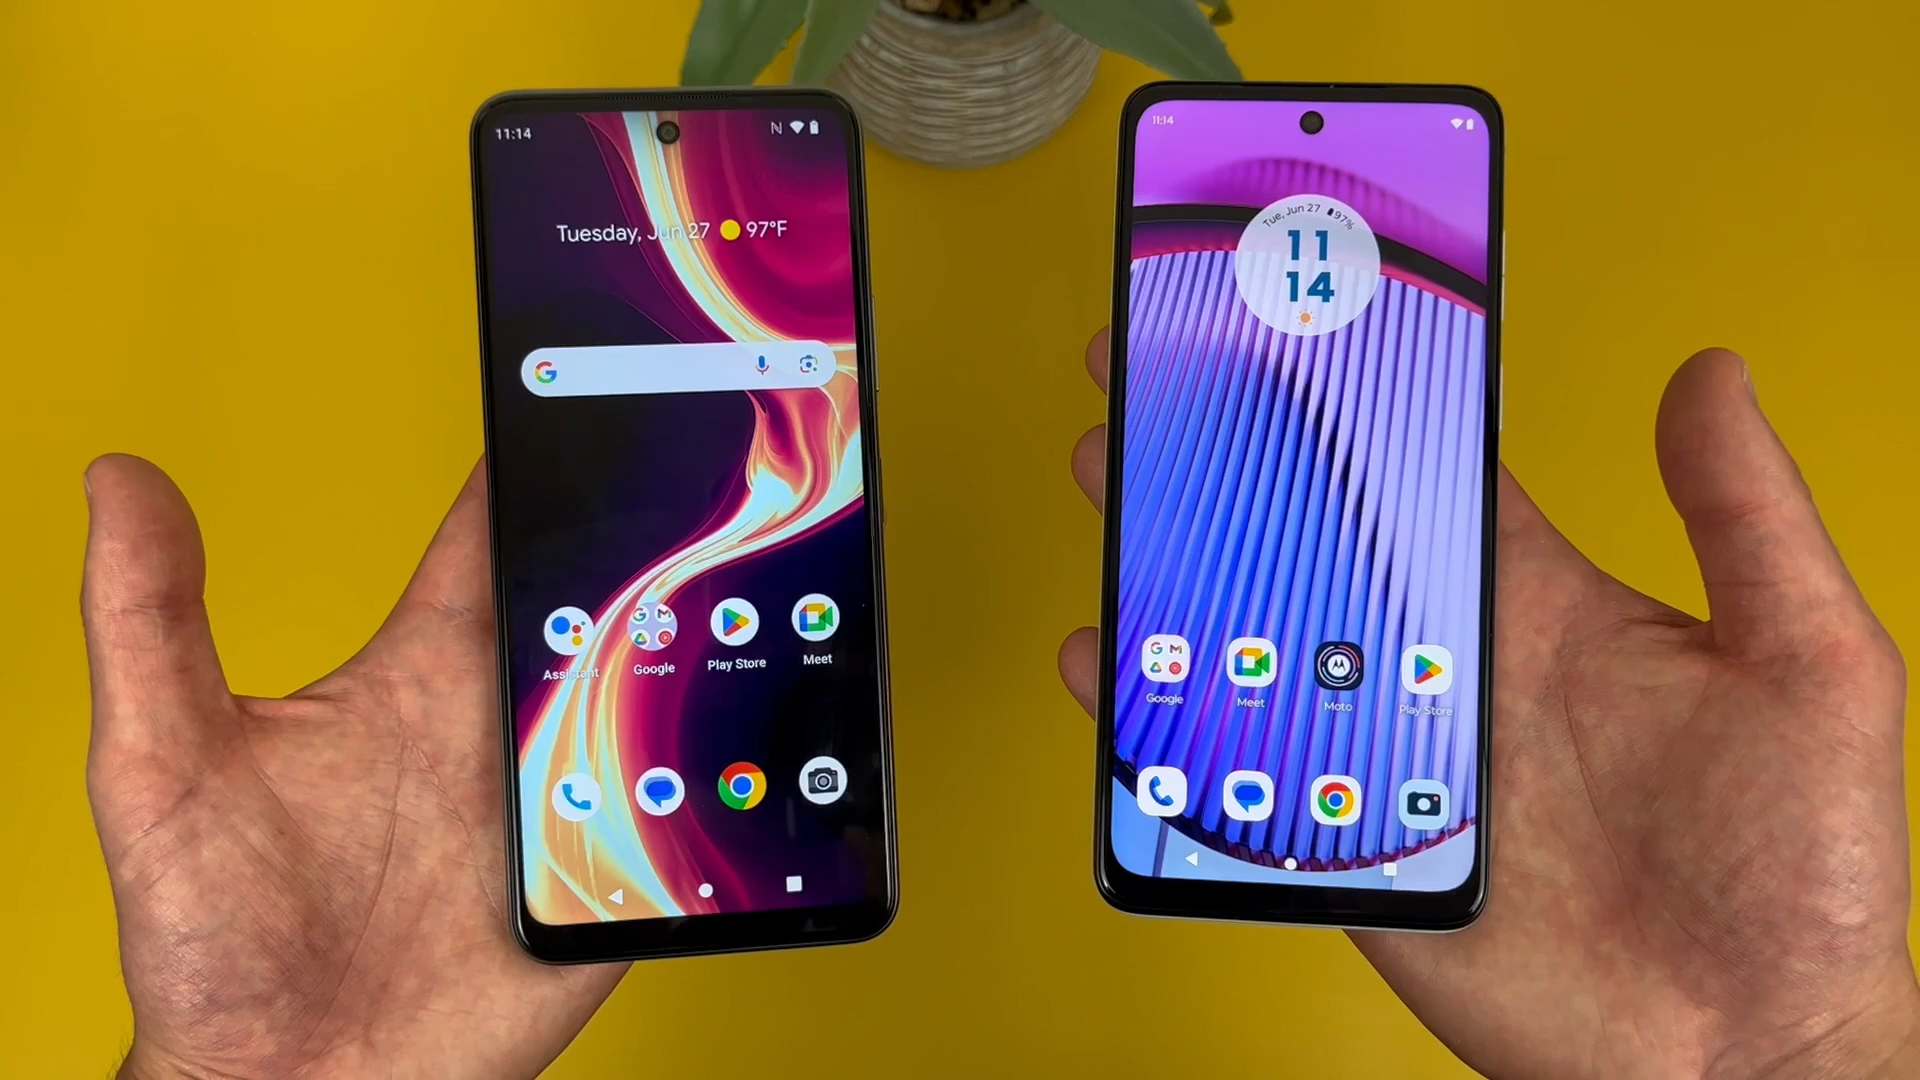 11:14
Tuesday, Jun 27 97°F
Assistant
Google
Play Store
Meet
11:14
Tue, Jun 27 97%
11
14
Google
Meet
Moto
Play Store